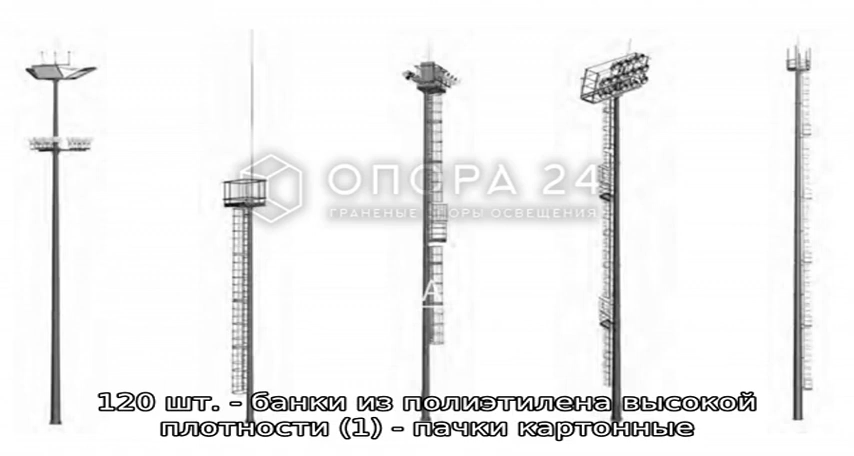 ОПОРА 24
ГРАНЕНЫЕ ОПОРЫ ОСВЕЩЕНИЯ
120 шт. - банки из полиэтилена высокой
плотности (1) - пачки картонные